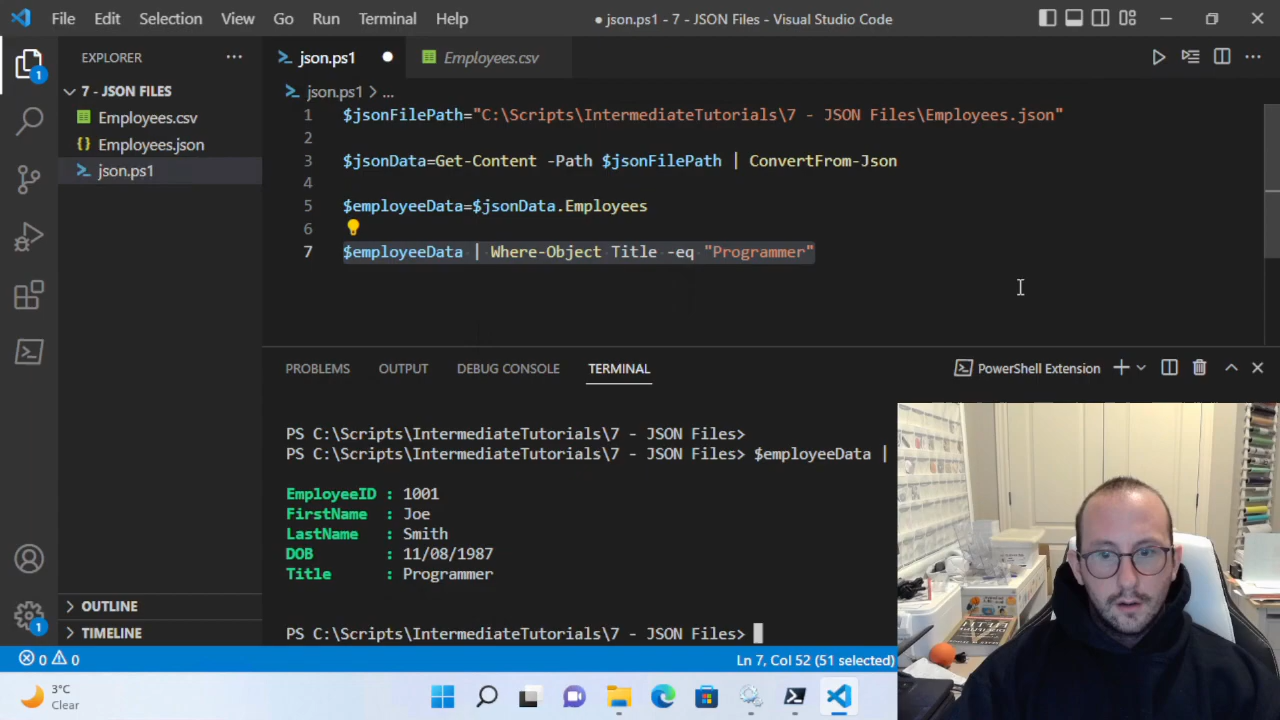 File Edit Selection View Go Run Terminal Help
● json.ps1 - 7 - JSON Files - Visual Studio Code
EXPLORER
json.ps1
Employees.csv
7 - JSON FILES
Employees.csv
Employees.json
json.ps1
json.ps1 > ...
1 $jsonFilePath="C:\Scripts\IntermediateTutorials\7 - JSON Files\Employees.json"
2
3 $jsonData=Get-Content -Path $jsonFilePath | ConvertFrom-Json
4
5 $employeeData=$jsonData.Employees
6
7 $employeeData | Where-Object Title -eq "Programmer"
PROBLEMS OUTPUT DEBUG CONSOLE TERMINAL
PowerShell Extension
PS C:\Scripts\IntermediateTutorials\7 - JSON Files>
PS C:\Scripts\IntermediateTutorials\7 - JSON Files> $employeeData |
EmployeeID : 1001
FirstName : Joe
LastName : Smith
DOB : 11/08/1987
Title : Programmer
PS C:\Scripts\IntermediateTutorials\7 - JSON Files>
OUTLINE
TIMELINE
1
1
0 0
Ln 7, Col 52 (51 selected)
3°C
Clear